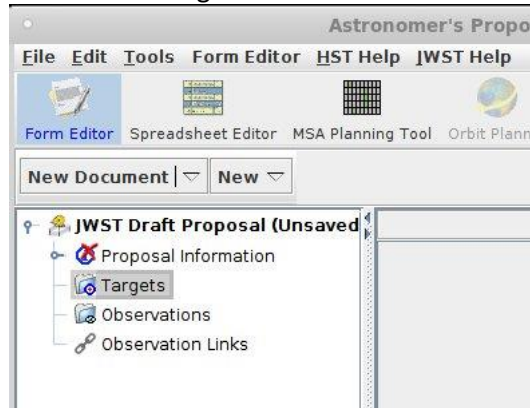 Astronomer's Propo
File Edit Tools Form Editor HST Help JWST Help
Form Editor Spreadsheet Editor MSA Planning Tool Orbit Plann
New Document New
JWST Draft Proposal (Unsaved
Proposal Information
Targets
Observations
Observation Links